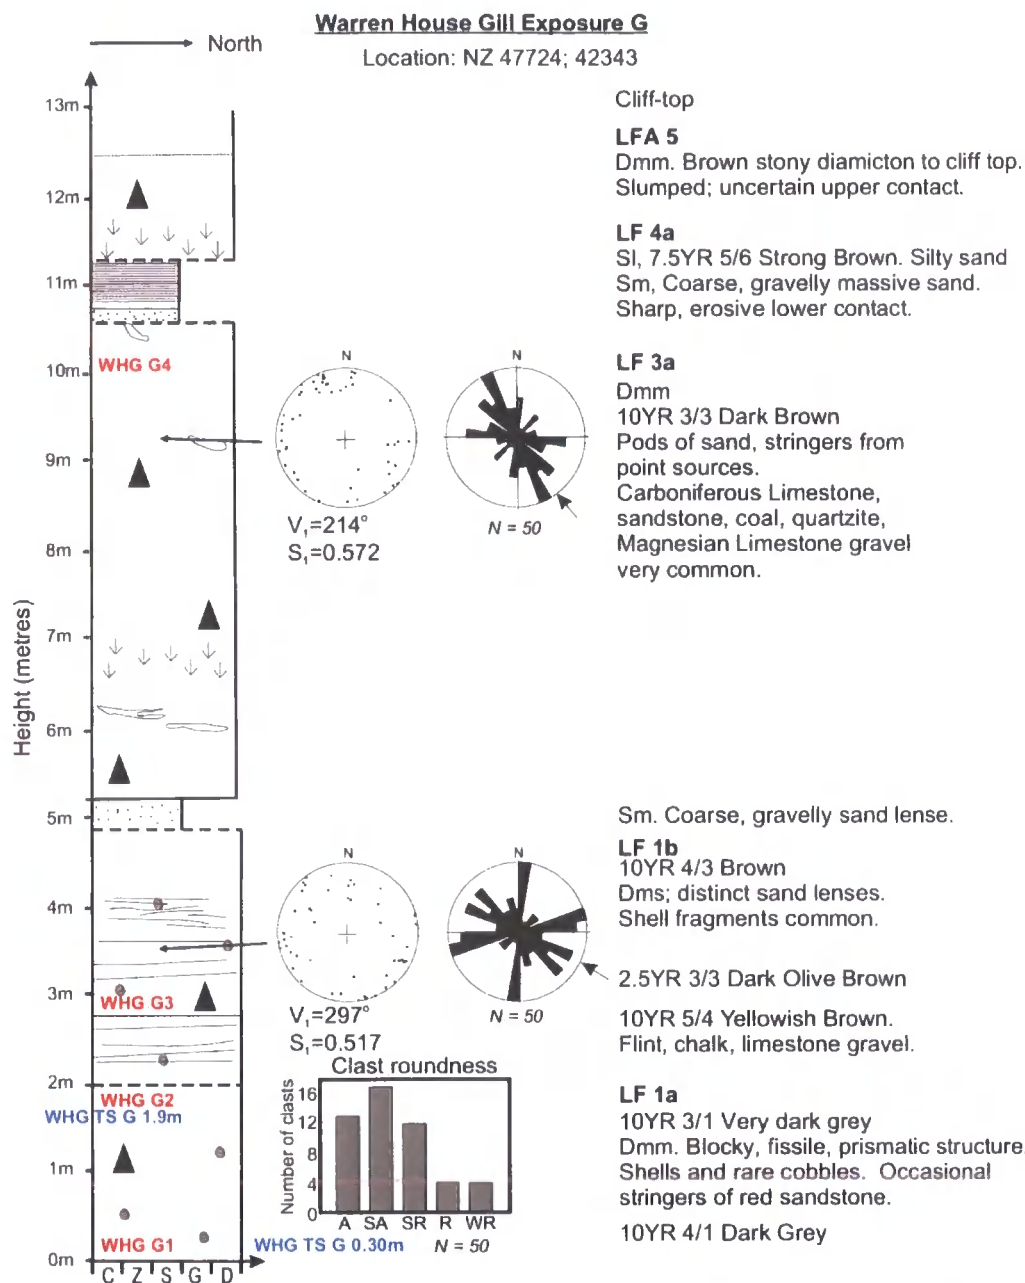 Warren House Gill Exposure G
North
Location: NZ 47724; 42343
Height (metres)
13m
12m
11m
10m
9m
8m
7m
6m
5m
4m
3m
2m
1m
0m
C Z S G D
WHG G4
WHG G3
WHG G2
WHG TS G 1.9m
WHG G1
WHG TS G 0.30m
N
N
V₁=214°
S₁=0.572
N = 50
N
N
V₁=297°
S₁=0.517
N = 50
Clast roundness
Number of clasts
16
12
8
4
0
A SA SR R WR
N = 50
Cliff-top
LFA 5
Dmm. Brown stony diamicton to cliff top.
Slumped; uncertain upper contact.
LF 4a
Sl, 7.5YR 5/6 Strong Brown. Silty sand
Sm, Coarse, gravelly massive sand.
Sharp, erosive lower contact.
LF 3a
Dmm
10YR 3/3 Dark Brown
Pods of sand, stringers from
point sources.
Carboniferous Limestone,
sandstone, coal, quartzite,
Magnesian Limestone gravel
very common.
Sm. Coarse, gravelly sand lense.
LF 1b
10YR 4/3 Brown
Dms; distinct sand lenses.
Shell fragments common.
2.5YR 3/3 Dark Olive Brown
10YR 5/4 Yellowish Brown.
Flint, chalk, limestone gravel.
LF 1a
10YR 3/1 Very dark grey
Dmm. Blocky, fissile, prismatic structure
Shells and rare cobbles. Occasional
stringers of red sandstone.
10YR 4/1 Dark Grey